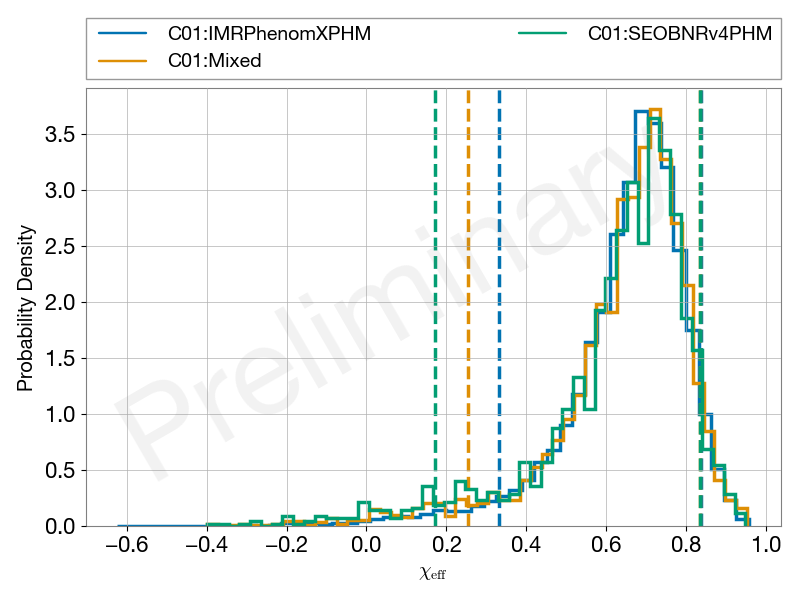 C01:IMRPhenomXPHM
C01:Mixed
C01:SEOBNRv4PHM
Preliminary
Probability Density
3.5
3.0
2.5
2.0
1.5
1.0
0.5
0.0
−0.6 −0.4 −0.2 0.0 0.2 0.4 0.6 0.8 1.0
χeff